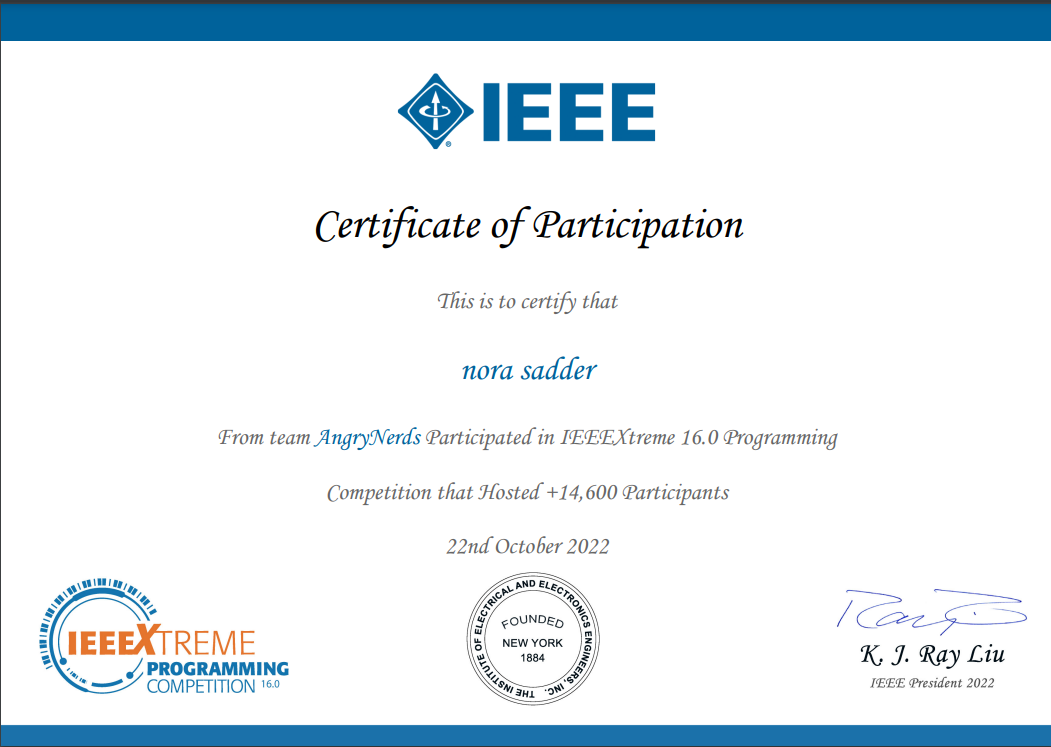 IEEE
®
Certificate of Participation
This is to certify that
nora sadder
From team AngryNerds Participated in IEEEXtreme 16.0 Programming
Competition that Hosted +14,600 Participants
22nd October 2022
IEEEXTREME
PROGRAMMING
COMPETITION 16.0
THE INSTITUTE OF ELECTRICAL AND ELECTRONICS ENGINEERS, INC.
FOUNDED
NEW YORK
1884
K. J. Ray Liu
IEEE President 2022